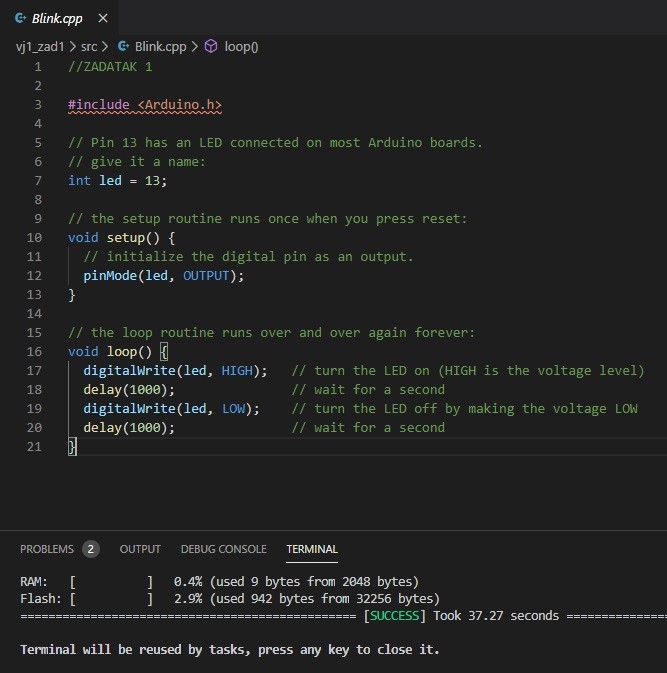 Blink.cpp
vj1_zad1 > src > Blink.cpp > loop()
1 //ZADATAK 1
2
3 #include <Arduino.h>
4
5 // Pin 13 has an LED connected on most Arduino boards.
6 // give it a name:
7 int led = 13;
8
9 // the setup routine runs once when you press reset:
10 void setup() {
11 // initialize the digital pin as an output.
12 pinMode(led, OUTPUT);
13 }
14
15 // the loop routine runs over and over again forever:
16 void loop() {
17 digitalWrite(led, HIGH); // turn the LED on (HIGH is the voltage level)
18 delay(1000); // wait for a second
19 digitalWrite(led, LOW); // turn the LED off by making the voltage LOW
20 delay(1000); // wait for a second
21 }
PROBLEMS 2 OUTPUT DEBUG CONSOLE TERMINAL
RAM: [ ] 0.4% (used 9 bytes from 2048 bytes)
Flash: [ ] 2.9% (used 942 bytes from 32256 bytes)
============================================= [SUCCESS] Took 37.27 seconds =============
Terminal will be reused by tasks, press any key to close it.